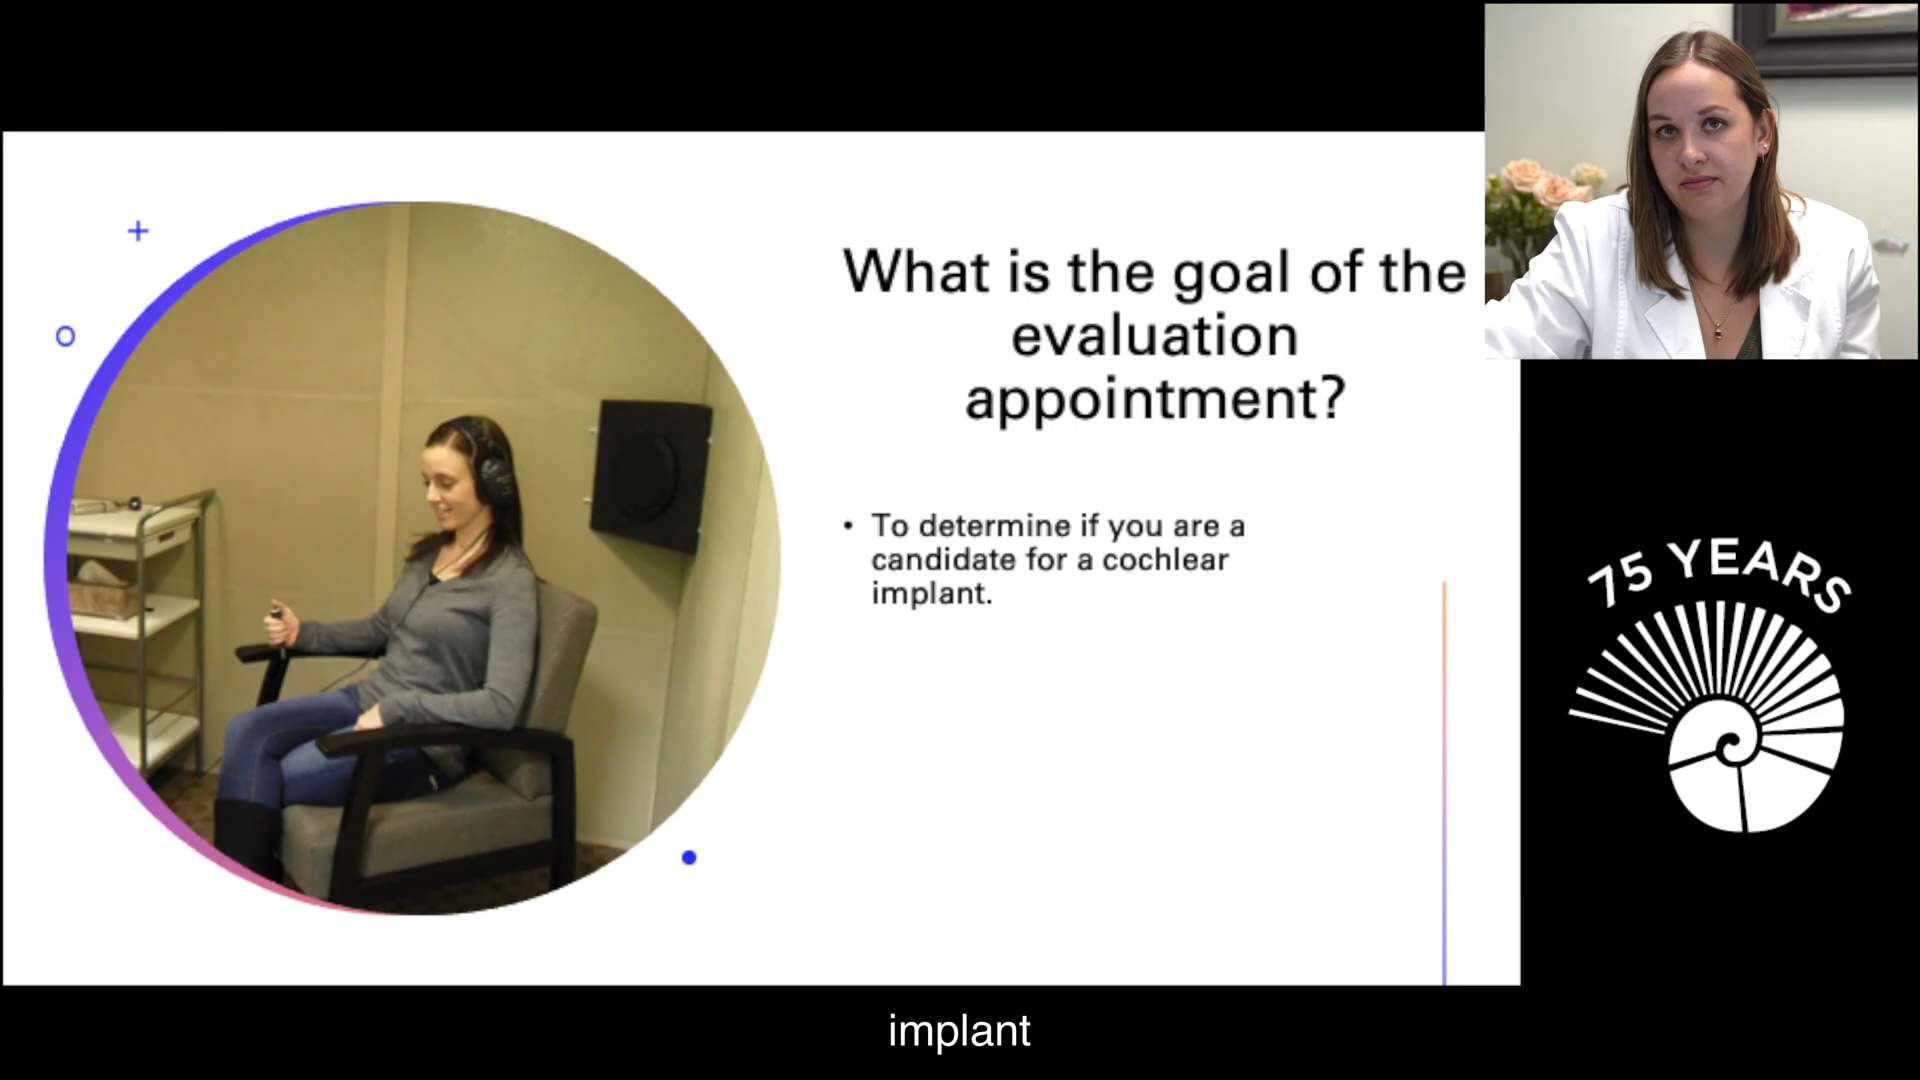 What is the goal of the
evaluation
appointment?
• To determine if you are a
candidate for a cochlear
implant.
75 YEARS
implant